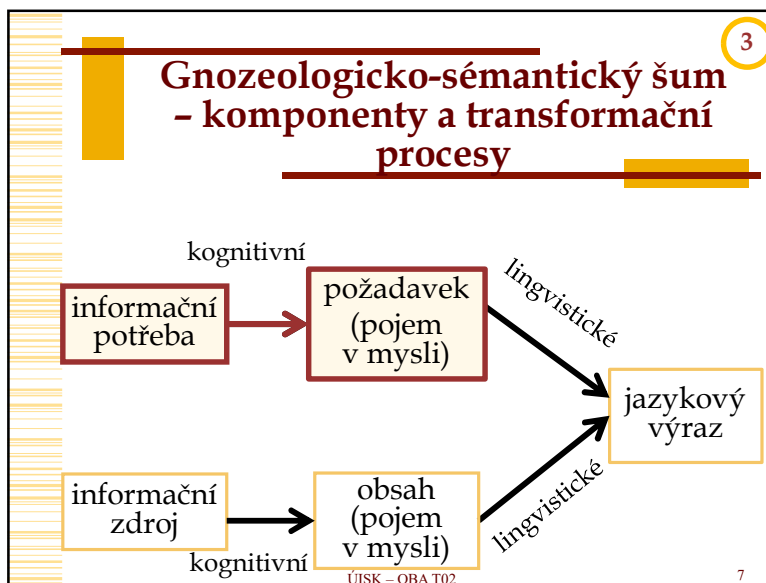 3
Gnozeologicko-sémantický šum
– komponenty a transformační
procesy
kognitivní
informační
potřeba
požadavek
(pojem
v mysli)
lingvistické
jazykový
výraz
informační
zdroj
kognitivní
obsah
(pojem
v mysli)
lingvistické
ÚISK – OBA T02
7